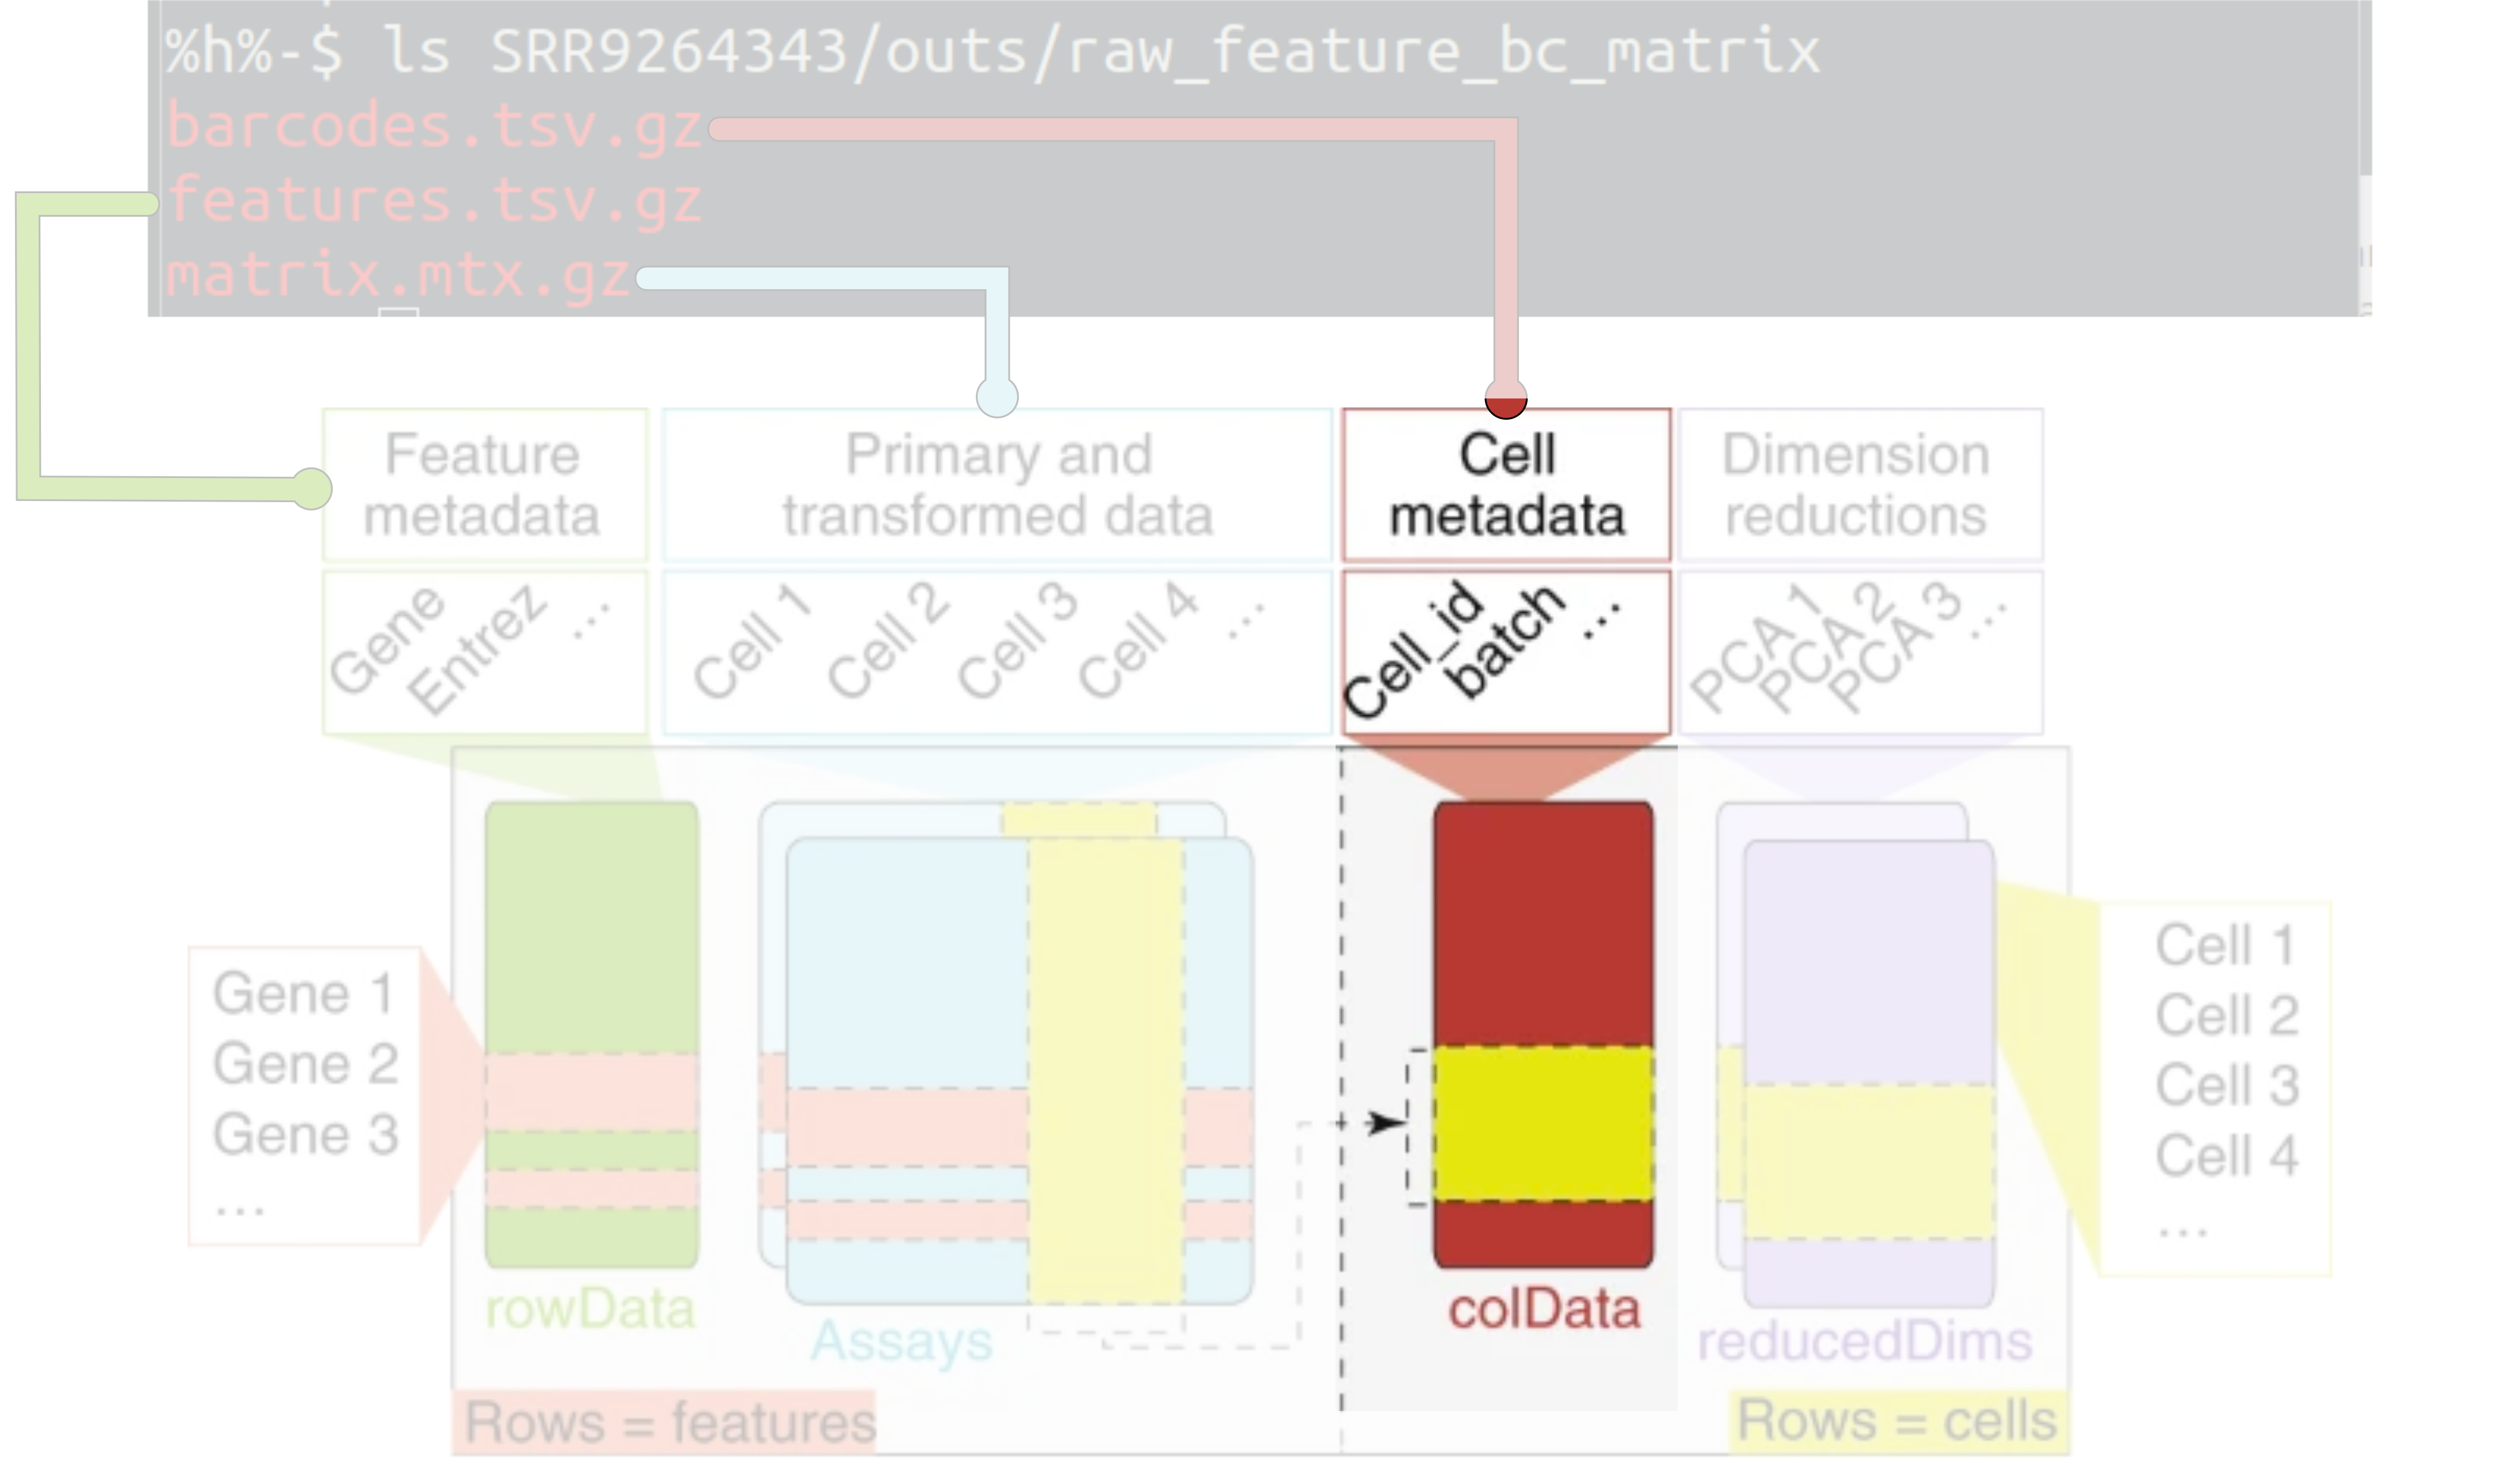 %h%-$ ls SRR9264343/outs/raw_feature_bc_matrix
barcodes.tsv.gz
features.tsv.gz
matrix.mtx.gz
Feature
metadata
Primary and
transformed data
Cell
metadata
Dimension
reductions
Gene
Entrez
...
Cell 1
Cell 2
Cell 3
Cell 4
...
Cell_id
batch
...
PCA 1
PCA 2
PCA 3
...
Gene 1
Gene 2
Gene 3
...
Cell 1
Cell 2
Cell 3
Cell 4
...
rowData
Assays
colData
reducedDims
Rows = features
Rows = cells